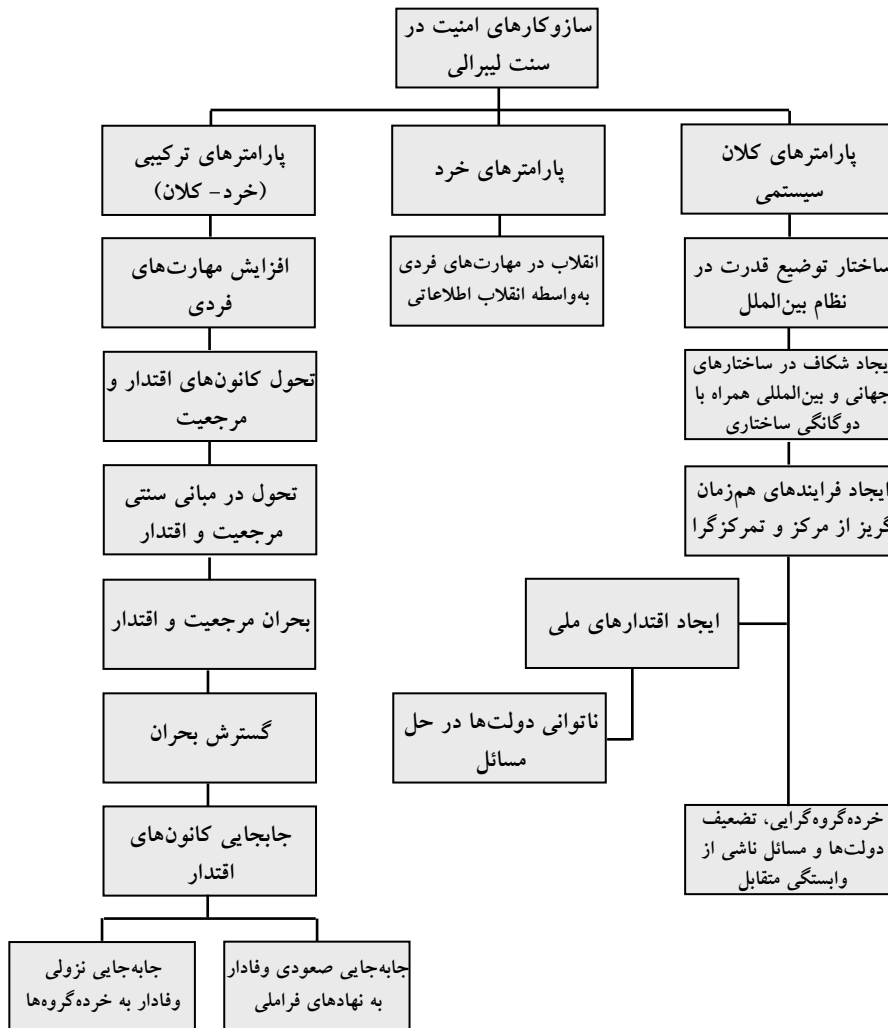 سازوکارهای امنیت در
سنت لیبرالی
پارامترهای کلان
سیستمی
پارامترهای خرد
پارامترهای ترکیبی
(خرد- کلان)
ساختار توضیع قدرت در
نظام بین‌الملل
یجاد شکاف در ساختارهای
جهانی و بین‌المللی همراه با
دوگانگی ساختاری
ایجاد فرایندهای هم‌زمان
گریز از مرکز و تمرکزگرا
ایجاد اقتدارهای ملی
ناتوانی دولت‌ها در حل
مسائل
خرده‌گروه‌گرایی، تضعیف
دولت‌ها و مسائل ناشی از
وابستگی متقابل
انقلاب در مهارت‌های فردی
به‌واسطه انقلاب اطلاعاتی
افزایش مهارت‌های
فردی
تحول کانون‌های اقتدار و
مرجعیت
تحول در مبانی سنتی
مرجعیت و اقتدار
بحران مرجعیت و اقتدار
گسترش بحران
جابجایی کانون‌های
اقتدار
جابه‌جایی صعودی وفادار
به نهادهای فراملی
جابه‌جایی نزولی
وفادار به خرده‌گروه‌ها